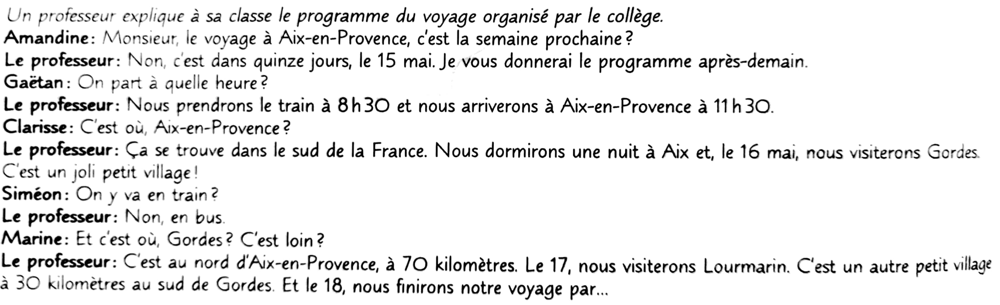 Un professeur explique à sa classe le programme du voyage organisé par le collège.
Amandine: Monsieur, le voyage à Aix-en-Provence, c'est la semaine prochaine?
Le professeur: Non, c'est dans quinze jours, le 15 mai. Je vous donnerai le programme après-demain.
Gaëtan: On part à quelle heure?
Le professeur: Nous prendrons le train à 8 h 30 et nous arriverons à Aix-en-Provence à 11 h 30.
Clarisse: C'est où, Aix-en-Provence?
Le professeur: Ça se trouve dans le sud de la France. Nous dormirons une nuit à Aix et, le 16 mai, nous visiterons Gordes.
C'est un joli petit village!
Siméon: On y va en train?
Le professeur: Non, en bus.
Marine: Et c'est où, Gordes? C'est loin?
Le professeur: C'est au nord d'Aix-en-Provence, à 70 kilomètres. Le 17, nous visiterons Lourmarin. C'est un autre petit village
à 30 kilomètres au sud de Gordes. Et le 18, nous finirons notre voyage par...